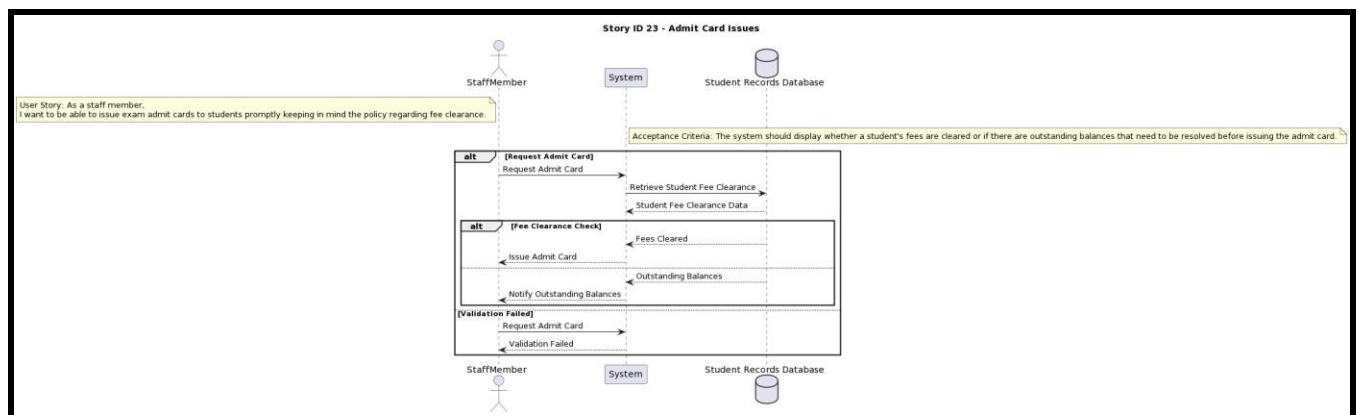 Story ID 23 - Admit Card Issues
StaffMember
System
Student Records Database
User Story: As a staff member,
I want to be able to issue exam admit cards to students promptly keeping in mind the policy regarding fee clearance.
Acceptance Criteria: The system should display whether a student's fees are cleared or if there are outstanding balances that need to be resolved before issuing the admit card.
alt [Request Admit Card]
Request Admit Card
Retrieve Student Fee Clearance
Student Fee Clearance Data
alt [Fee Clearance Check]
Fees Cleared
Issue Admit Card
Outstanding Balances
Notify Outstanding Balances
[Validation Failed]
Request Admit Card
Validation Failed
StaffMember
System
Student Records Database